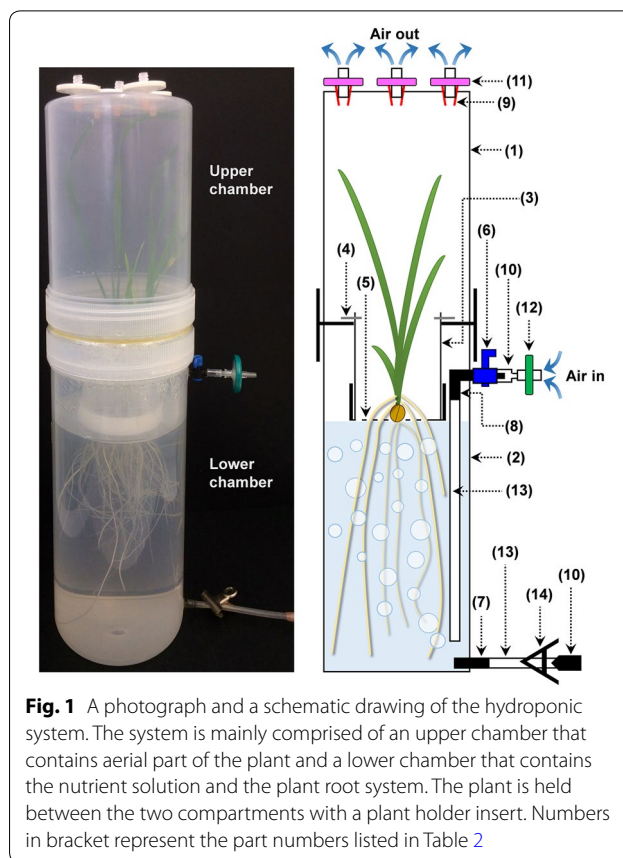 Air out
(11)
(9)
(1)
Upper
chamber
(3)
(6)
(4)
(10)
(5)
(12)
Air in
(8)
Lower
chamber
(2)
(13)
(13)
(14)
(7)
(10)
Fig. 1 A photograph and a schematic drawing of the hydroponic
system. The system is mainly comprised of an upper chamber that
contains aerial part of the plant and a lower chamber that contains
the nutrient solution and the plant root system. The plant is held
between the two compartments with a plant holder insert. Numbers
in bracket represent the part numbers listed in Table 2